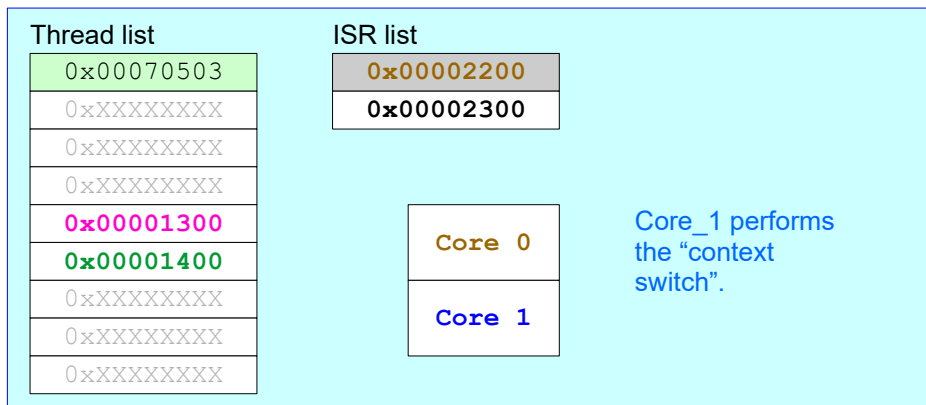 Thread list
0x00070503
0xXXXXXXXX
0xXXXXXXXX
0xXXXXXXXX
0x00001300
0x00001400
0xXXXXXXXX
0xXXXXXXXX
0xXXXXXXXX
ISR list
0x00002200
0x00002300
Core 0
Core 1
Core_1 performs
the “context
switch”.